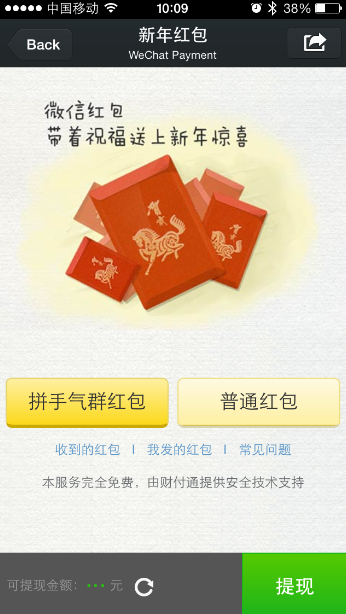 中国移动 10:09 38%
Back 新年红包
WeChat Payment
微信红包
带着祝福送上新年惊喜
拼手气群红包 普通红包
收到的红包 | 我发的红包 | 常见问题
本服务完全免费，由财付通提供安全技术支持
可提现金额: ··· 元 提现